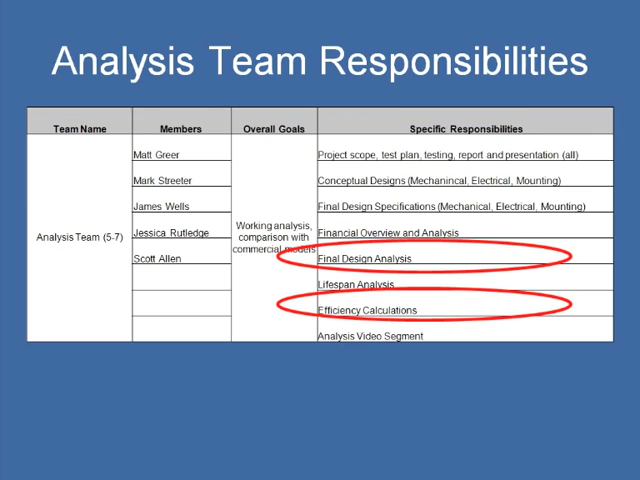 Analysis Team Responsibilities
Team Name Members Overall Goals Specific Responsibilities
Matt Greer Project scope, test plan, testing, report and presentation (all)
Mark Streeter Conceptual Designs (Mechanincal, Electrical, Mounting)
James Wells Final Design Specifications (Mechanical, Electrical, Mounting)
Analysis Team (5-7)
Jessica Rutledge
Working analysis,
comparison with
commercial models
Financial Overview and Analysis
Scott Allen Final Design Analysis
Lifespan Analysis
Efficiency Calculations
Analysis Video Segment